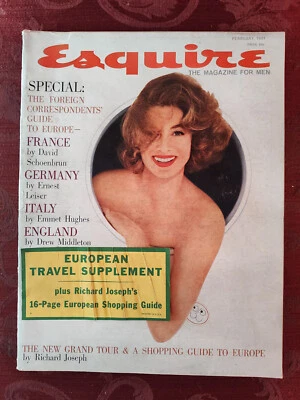 FEBRUARY, 1957
Esquire
THE MAGAZINE FOR MEN
SPECIAL:
THE FOREIGN
CORRESPONDENTS'
GUIDE
TO EUROPE—
FRANCE
by David
Schoenbrun
GERMANY
by Ernest
Leiser
ITALY
by Emmet Hughes
ENGLAND
by Drew Middleton
EUROPEAN
TRAVEL SUPPLEMENT
plus Richard Joseph's
16-Page European Shopping Guide
THE NEW GRAND TOUR & A SHOPPING GUIDE TO EUROPE
by Richard Joseph